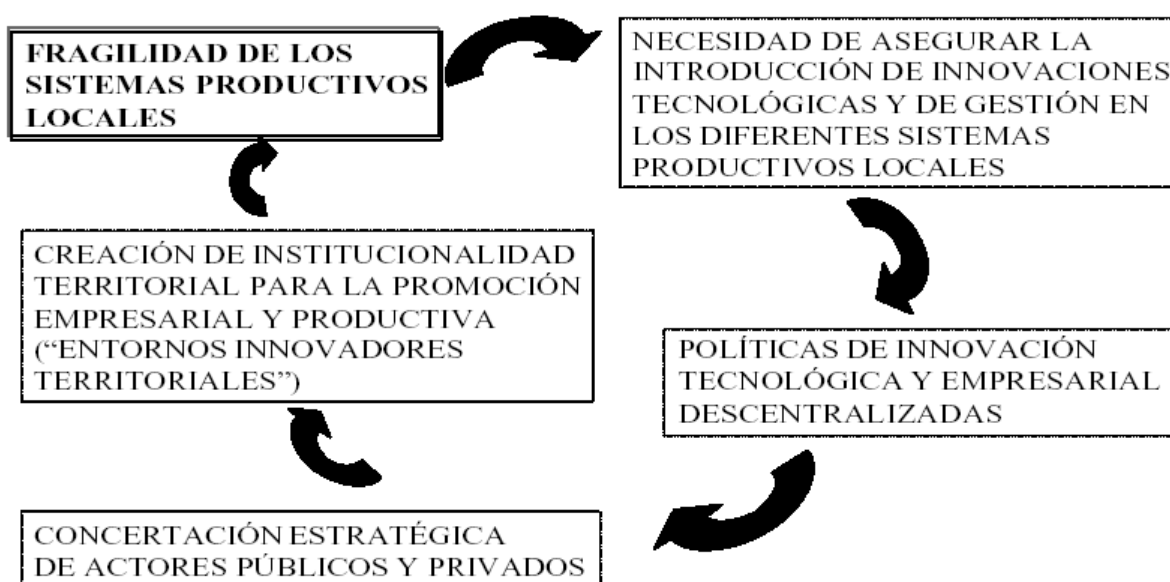 FRAGILIDAD DE LOS
SISTEMAS PRODUCTIVOS
LOCALES
NECESIDAD DE ASEGURAR LA
INTRODUCCIÓN DE INNOVACIONES
TECNOLÓGICAS Y DE GESTIÓN EN
LOS DIFERENTES SISTEMAS
PRODUCTIVOS LOCALES
POLÍTICAS DE INNOVACIÓN
TECNOLÓGICA Y EMPRESARIAL
DESCENTRALIZADAS
CONCERTACIÓN ESTRATÉGICA
DE ACTORES PÚBLICOS Y PRIVADOS
CREACIÓN DE INSTITUCIONALIDAD
TERRITORIAL PARA LA PROMOCIÓN
EMPRESARIAL Y PRODUCTIVA
(“ENTORNOS INNOVADORES
TERRITORIALES”)